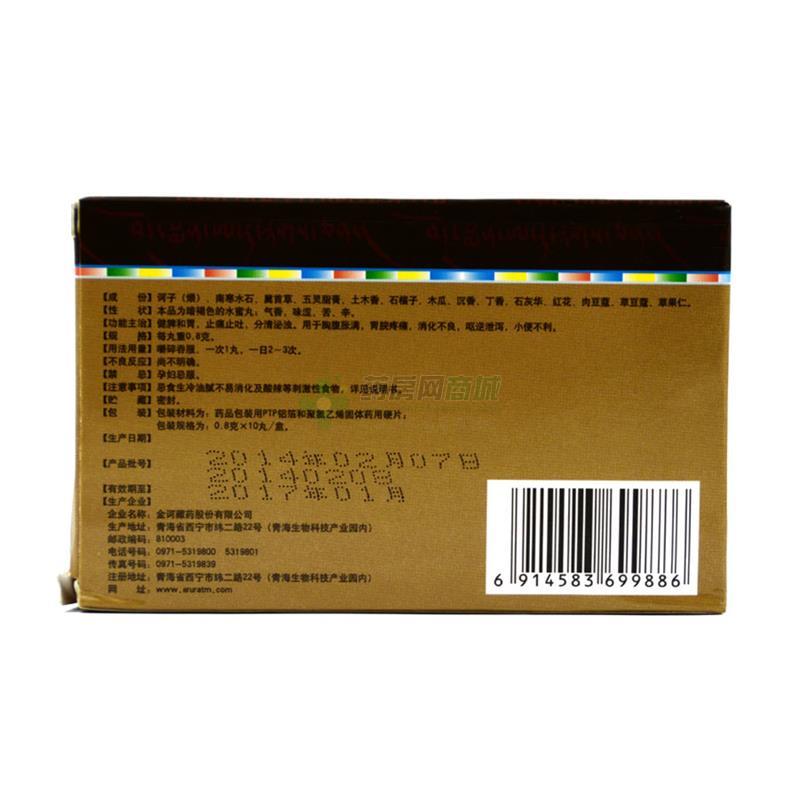 【成　份】诃子（煨）、南寒水石、翼首草、五灵脂膏、土木香、石榴子、木瓜、沉香、丁香、石灰华、红花、肉豆蔻、草豆蔻、草果仁。
【性　状】本品为暗褐色的水蜜丸；气香、味涩、苦、辛。
【功能主治】健脾和胃，止痛止吐，分清泌浊。用于胸腹胀满，胃脘疼痛，消化不良，呕逆泄泻，小便不利。
【规　格】每丸重0.8克。
【用法用量】嚼碎吞服，一次1丸，一日2～3次。
【不良反应】尚不明确。
【禁　忌】孕妇忌服。
【注意事项】忌食生冷油腻不易消化及酸辣等刺激性食物，详见说明书。
【贮　藏】密封。
【包　装】包装材料为：药品包装用PTP铝箔和聚氯乙烯固体药用硬片。
包装规格为：0.8克×10丸/盒。
【生产日期】
2014年02月07日
【产品批号】
【有效期至】
2017年01月
【生产企业】
企业名称：金诃藏药股份有限公司
生产地址：青海省西宁市纬二路22号（青海生物科技产业园内）
邮政编码：810003
电话号码：0971-5319800 5319801
传真号码：0971-5319839
注册地址：青海省西宁市纬二路22号（青海生物科技产业园内）
网　址：www.aruratm.com
6 914583 699886
药房网商城